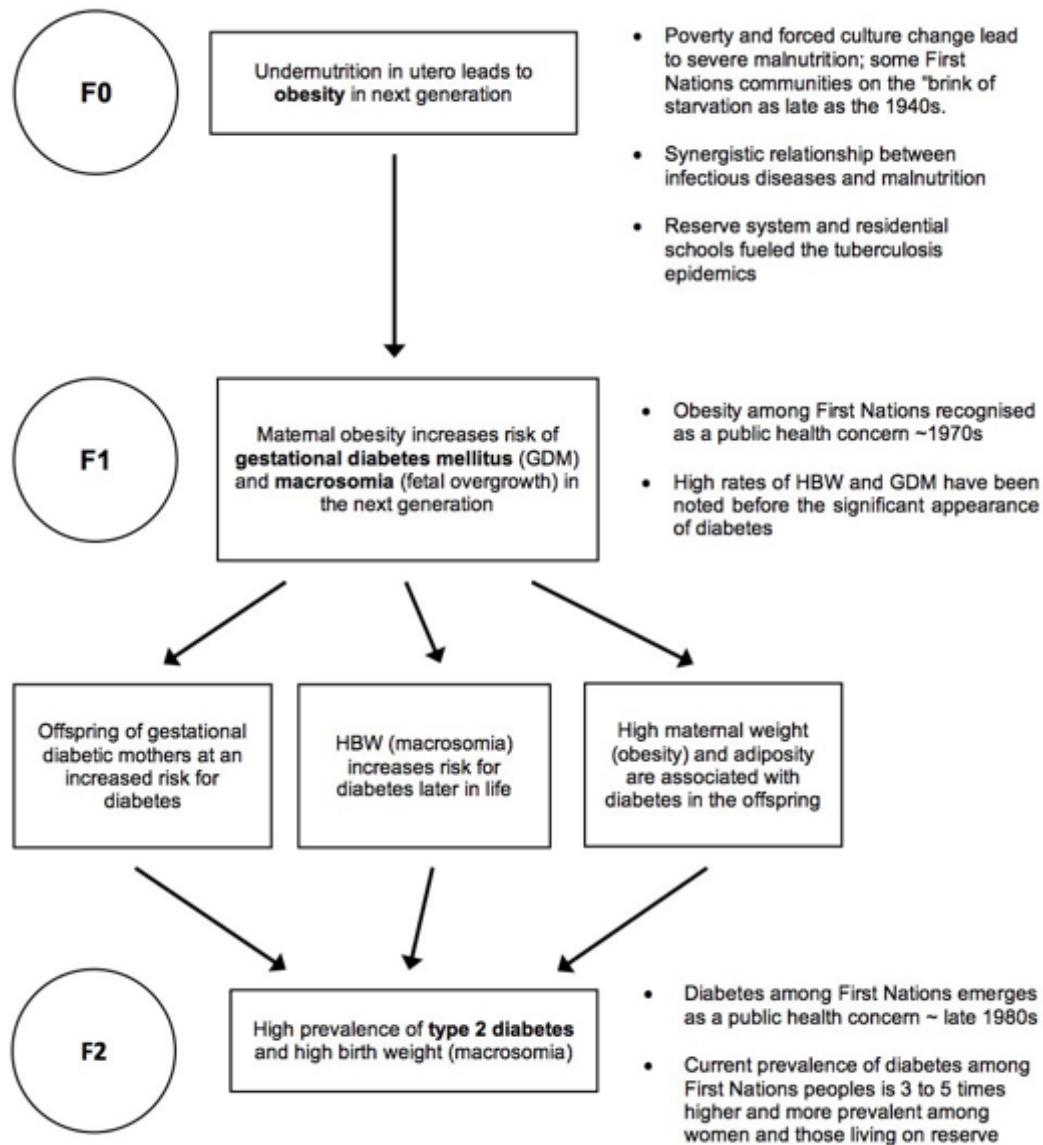 F0
Undernutrition in utero leads to
obesity in next generation
• Poverty and forced culture change lead
to severe malnutrition; some First
Nations communities on the "brink of
starvation as late as the 1940s.
• Synergistic relationship between
infectious diseases and malnutrition
• Reserve system and residential
schools fueled the tuberculosis
epidemics
F1
Maternal obesity increases risk of
gestational diabetes mellitus (GDM)
and macrosomia (fetal overgrowth) in
the next generation
• Obesity among First Nations recognised
as a public health concern ~1970s
• High rates of HBW and GDM have been
noted before the significant appearance
of diabetes
Offspring of gestational
diabetic mothers at an
increased risk for
diabetes
HBW (macrosomia)
increases risk for
diabetes later in life
High maternal weight
(obesity) and adiposity
are associated with
diabetes in the offspring
F2
High prevalence of type 2 diabetes
and high birth weight (macrosomia)
• Diabetes among First Nations emerges
as a public health concern ~ late 1980s
• Current prevalence of diabetes among
First Nations peoples is 3 to 5 times
higher and more prevalent among
women and those living on reserve